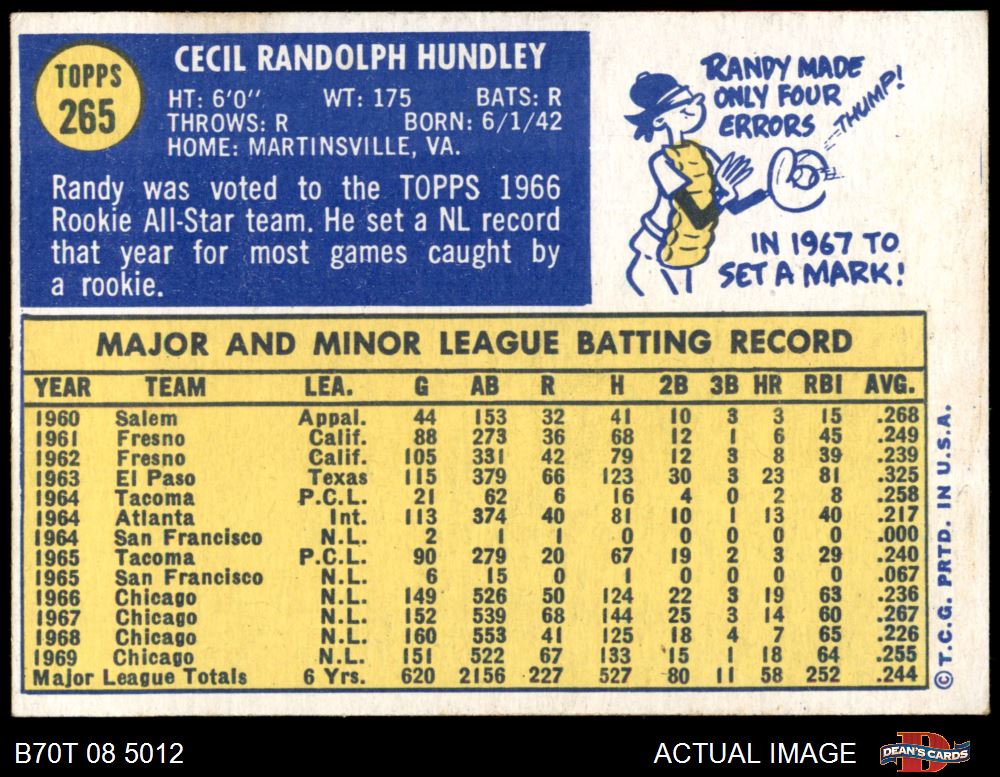 TOPPS
265
CECIL RANDOLPH HUNDLEY
HT: 6'0" WT: 175 BATS: R
THROWS: R BORN: 6/1/42
HOME: MARTINSVILLE, VA.
Randy was voted to the TOPPS 1966
Rookie All-Star team. He set a NL record
that year for most games caught by
a rookie.
RANDY MADE
ONLY FOUR
ERRORS
THUMP!
IN 1967 TO
SET A MARK!
MAJOR AND MINOR LEAGUE BATTING RECORD
YEAR TEAM LEA. G AB R H 2B 3B HR RBI AVG.
1960 Salem Appal. 44 153 32 41 10 3 3 15 .268
1961 Fresno Calif. 88 273 36 68 12 1 6 45 .249
1962 Fresno Calif. 105 331 42 79 12 3 8 39 .239
1963 El Paso Texas 115 379 66 123 30 3 23 81 .325
1964 Tacoma P.C.L. 21 62 6 16 4 0 2 8 .258
1964 Atlanta Int. 113 374 40 81 10 1 13 40 .217
1964 San Francisco N.L. 2 1 1 0 0 0 0 0 .000
1965 Tacoma P.C.L. 90 279 20 67 19 2 3 29 .240
1965 San Francisco N.L. 6 15 0 1 0 0 0 0 .067
1966 Chicago N.L. 149 526 50 124 22 3 19 63 .236
1967 Chicago N.L. 152 539 68 144 25 3 14 60 .267
1968 Chicago N.L. 160 553 41 125 18 4 7 65 .226
1969 Chicago N.L. 151 522 67 133 15 1 18 64 .255
Major League Totals 6 Yrs. 620 2156 227 527 80 11 58 252 .244
©T.C.G. PRTD. IN U.S.A.
B70T 08 5012
ACTUAL IMAGE
DEAN'S CARDS